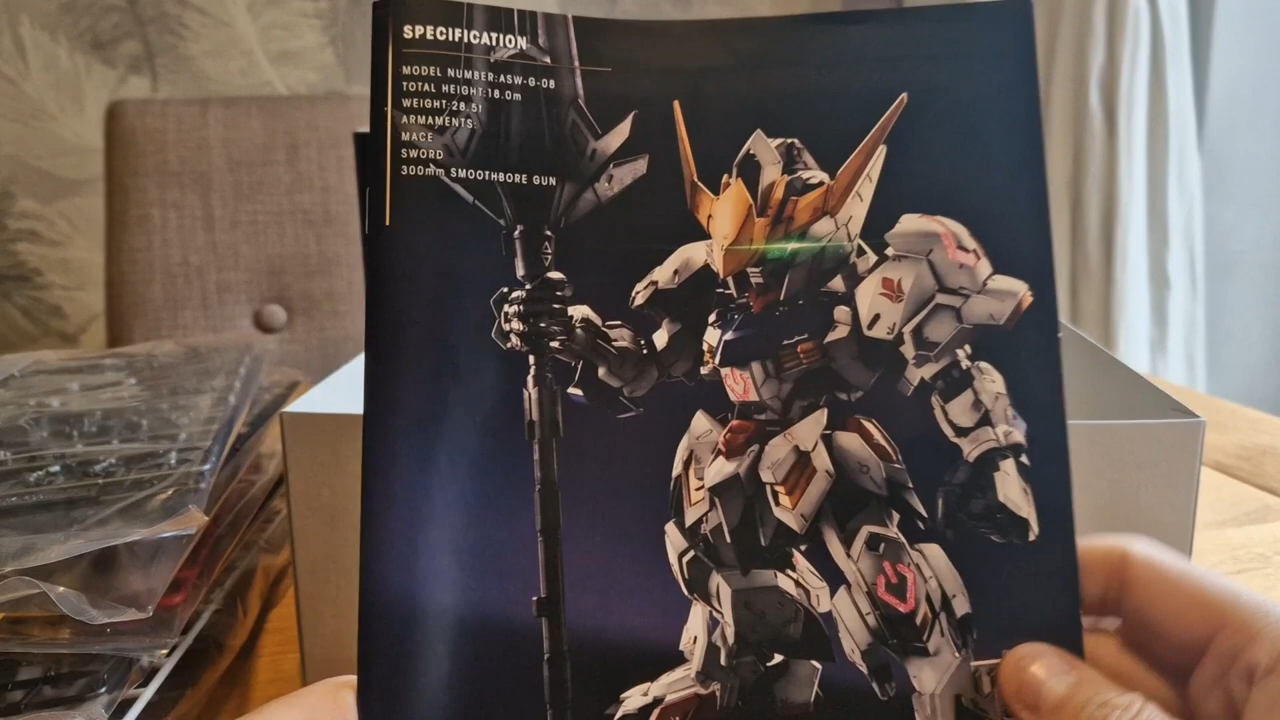 SPECIFICATION
MODEL NUMBER:ASW-G-08
TOTAL HEIGHT:18.0m
WEIGHT:28.5t
ARMAMENTS:
MACE
SWORD
300mm SMOOTHBORE GUN